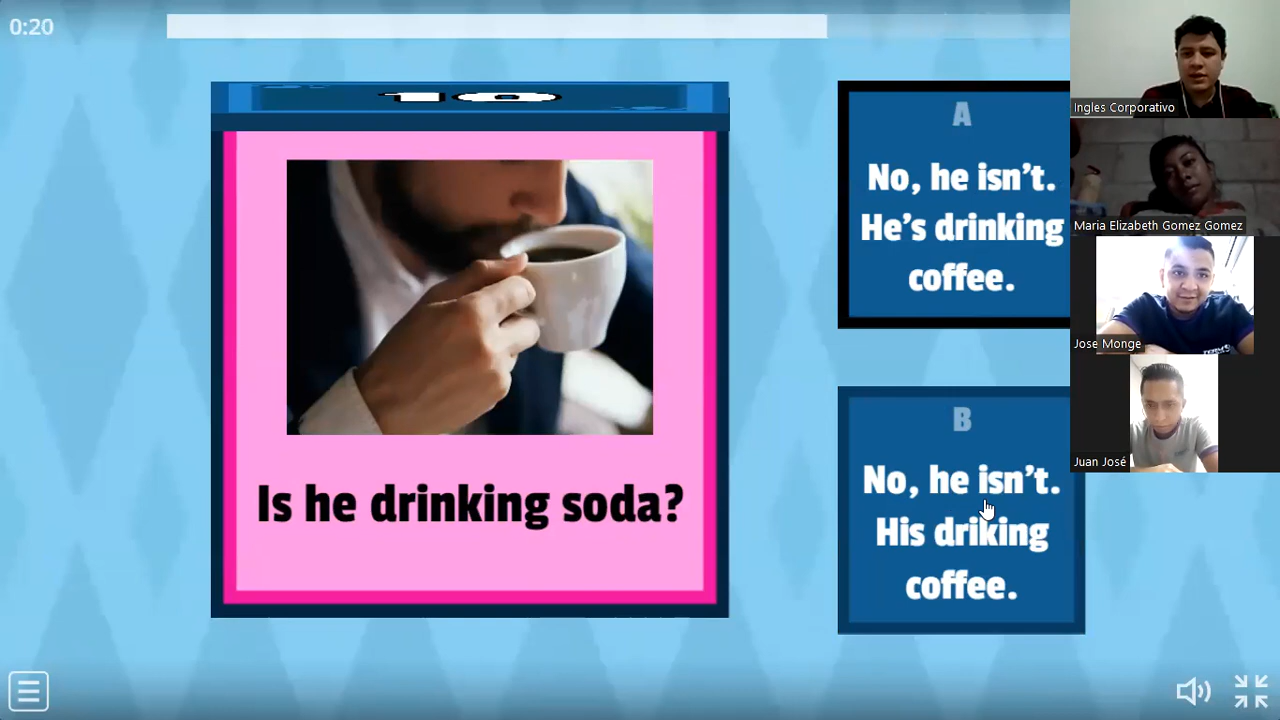 0:20
10
Is he drinking soda?
A
No, he isn't.
He's drinking
coffee.
B
No, he isn't.
His driking
coffee.
Ingles Corporativo
Maria Elizabeth Gomez Gomez
Jose Monge
Juan José